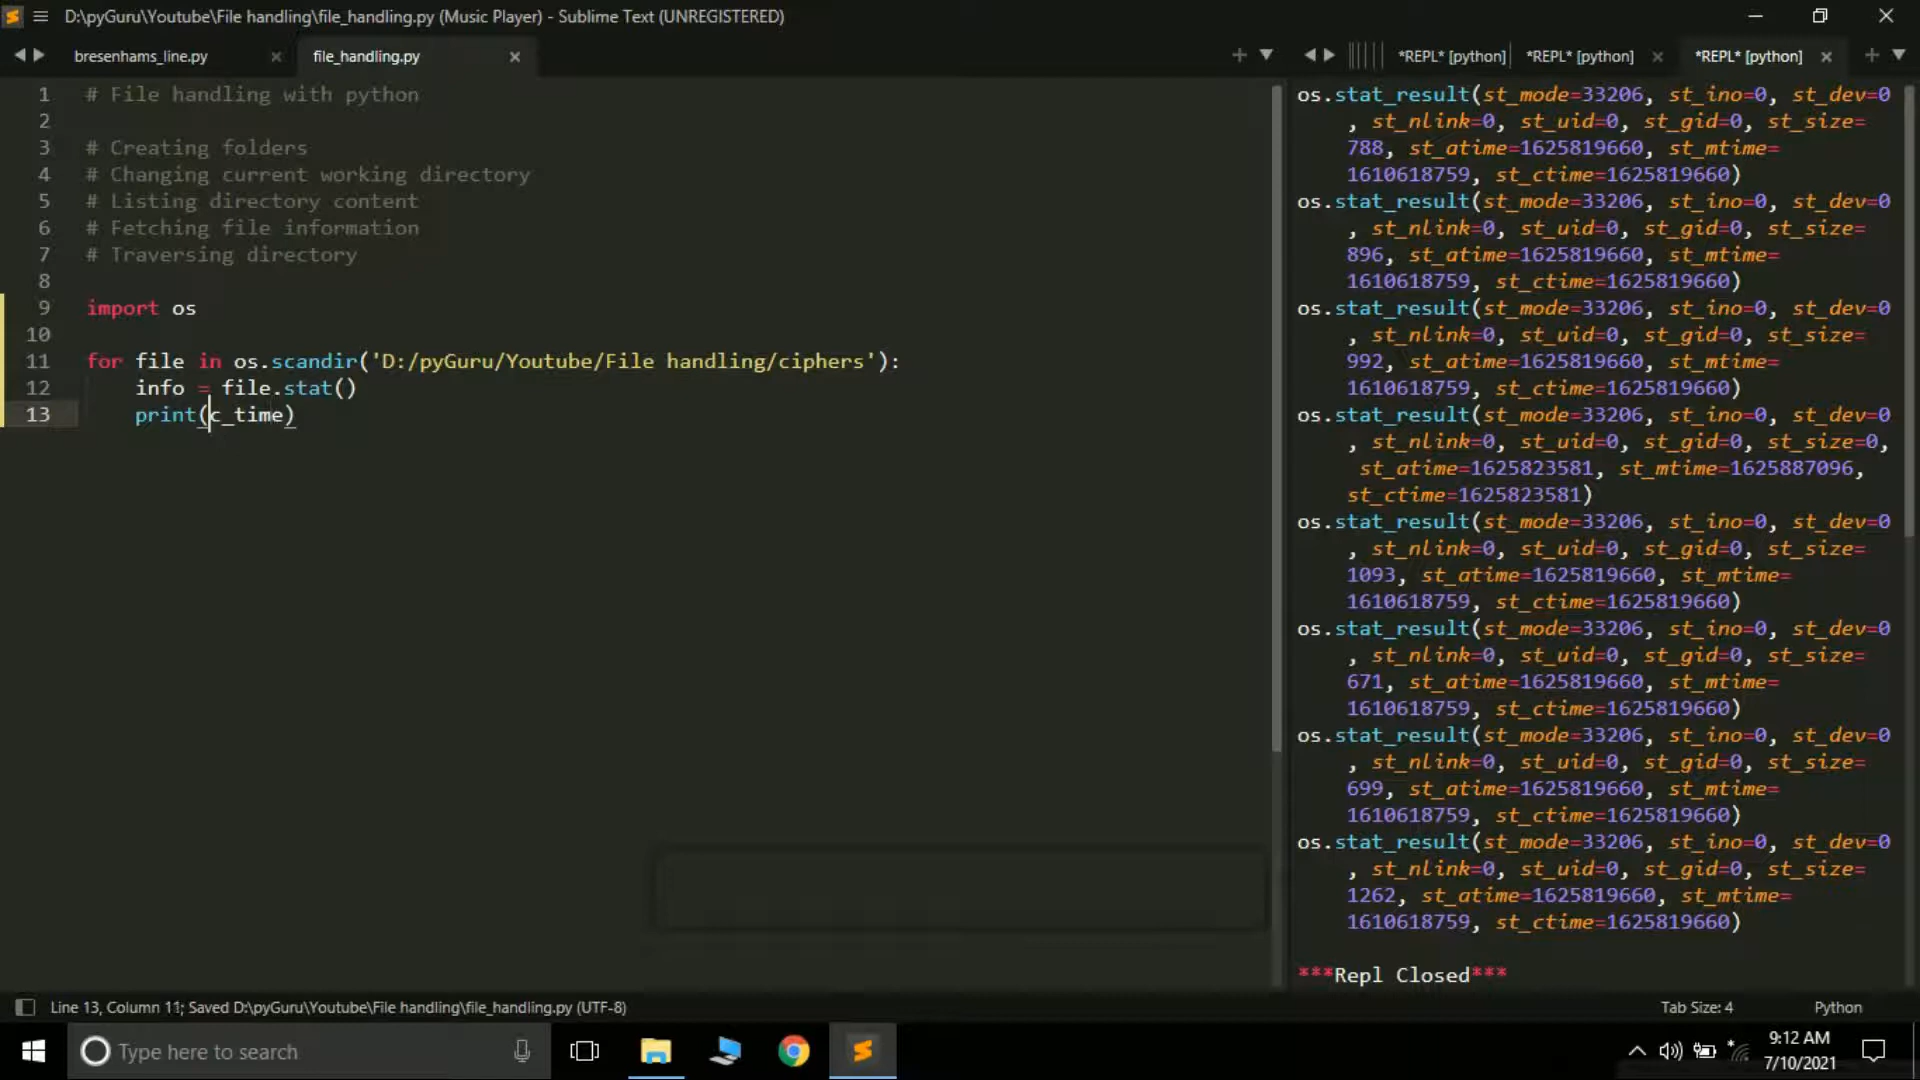 D:\pyGuru\Youtube\File handling\file_handling.py (Music Player) - Sublime Text (UNREGISTERED)
bresenhams_line.py
file_handling.py
*REPL* [python]
*REPL* [python]
*REPL* [python]
1 # File handling with python
2
3 # Creating folders
4 # Changing current working directory
5 # Listing directory content
6 # Fetching file information
7 # Traversing directory
8
9 import os
10
11 for file in os.scandir('D:/pyGuru/Youtube/File handling/ciphers'):
12 info = file.stat()
13 print(c_time)
os.stat_result(st_mode=33206, st_ino=0, st_dev=0
, st_nlink=0, st_uid=0, st_gid=0, st_size=
788, st_atime=1625819660, st_mtime=
1610618759, st_ctime=1625819660)
os.stat_result(st_mode=33206, st_ino=0, st_dev=0
, st_nlink=0, st_uid=0, st_gid=0, st_size=
896, st_atime=1625819660, st_mtime=
1610618759, st_ctime=1625819660)
os.stat_result(st_mode=33206, st_ino=0, st_dev=0
, st_nlink=0, st_uid=0, st_gid=0, st_size=
992, st_atime=1625819660, st_mtime=
1610618759, st_ctime=1625819660)
os.stat_result(st_mode=33206, st_ino=0, st_dev=0
, st_nlink=0, st_uid=0, st_gid=0, st_size=0,
st_atime=1625823581, st_mtime=1625887096,
st_ctime=1625823581)
os.stat_result(st_mode=33206, st_ino=0, st_dev=0
, st_nlink=0, st_uid=0, st_gid=0, st_size=
1093, st_atime=1625819660, st_mtime=
1610618759, st_ctime=1625819660)
os.stat_result(st_mode=33206, st_ino=0, st_dev=0
, st_nlink=0, st_uid=0, st_gid=0, st_size=
671, st_atime=1625819660, st_mtime=
1610618759, st_ctime=1625819660)
os.stat_result(st_mode=33206, st_ino=0, st_dev=0
, st_nlink=0, st_uid=0, st_gid=0, st_size=
699, st_atime=1625819660, st_mtime=
1610618759, st_ctime=1625819660)
os.stat_result(st_mode=33206, st_ino=0, st_dev=0
, st_nlink=0, st_uid=0, st_gid=0, st_size=
1262, st_atime=1625819660, st_mtime=
1610618759, st_ctime=1625819660)
***Repl Closed***
Line 13, Column 11; Saved D:\pyGuru\Youtube\File handling\file_handling.py (UTF-8)
Tab Size: 4
Python
Type here to search
9:12 AM
7/10/2021